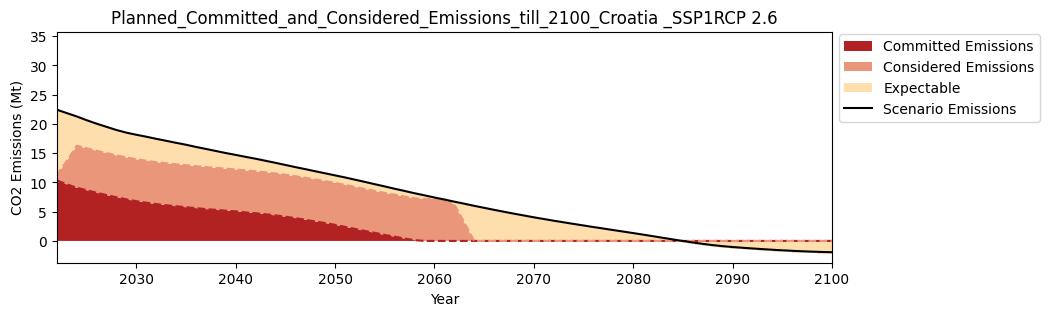 Planned_Committed_and_Considered_Emissions_till_2100_Croatia _SSP1RCP 2.6
35
30
25
20
15
10
5
0
CO2 Emissions (Mt)
2030
2040
2050
2060
2070
2080
2090
2100
Year
Committed Emissions
Considered Emissions
Expectable
Scenario Emissions